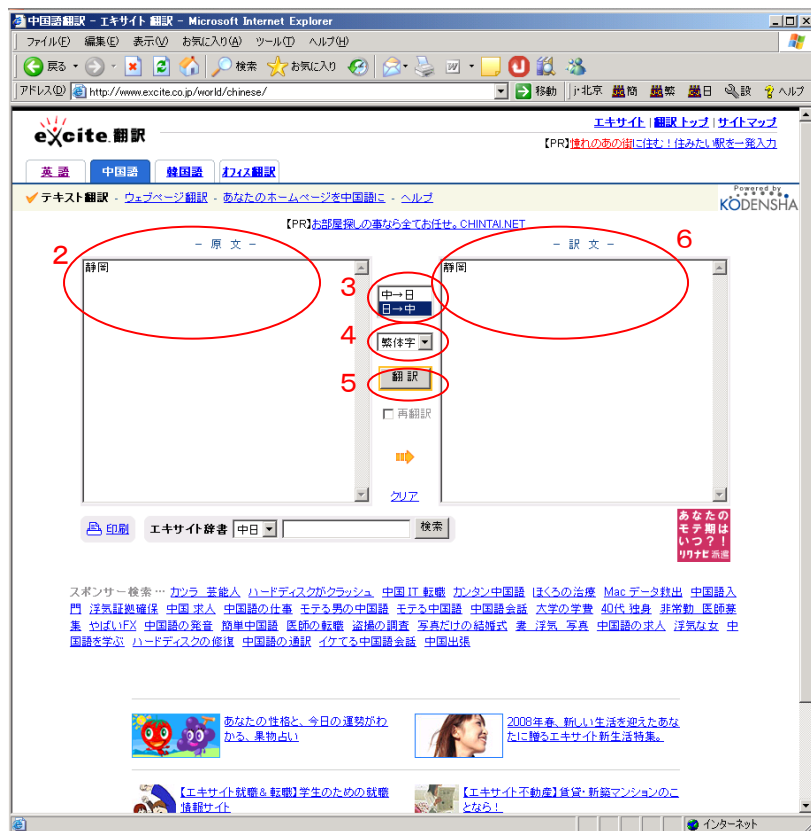 中国語翻訳 - エキサイト 翻訳 - Microsoft Internet Explorer
ファイル(F) 編集(E) 表示(V) お気に入り(A) ツール(T) ヘルプ(H)
戻る 検索 お気に入り
アドレス(D) http://www.excite.co.jp/world/chinese/ 移動 j·北京 簡 繁 日 設 ヘルプ
excite.翻訳
エキサイト | 翻訳トップ | サイトマップ
【PR】憧れのあの街に住む!住みたい駅を一発入力
英語 中国語 韓国語 オフィス翻訳
テキスト翻訳 - ウェブページ翻訳 - あなたのホームページを中国語に - ヘルプ
Powered by
KODENSHA
【PR】お部屋探しの事なら全てお任せ。CHINTAI.NET
- 原 文 -
- 訳 文 -
2
6
静岡
静岡
3
中→日
日→中
4
繁体字
5
翻 訳
再翻訳
クリア
印刷 エキサイト辞書 中日 検索
あなたの
モテ期は
いつ?!
リクナビ派遣
スポンサー検索… カツラ 芸能人 ハードディスクがクラッシュ 中国 IT 転職 カンタン中国語 ほくろの治療 Mac データ救出 中国語入
門 浮気証拠確保 中国 求人 中国語の仕事 モテる男の中国語 モテる中国語 中国語会話 大学の学費 40代 独身 非常勤 医師募
集 やばいFX 中国語の発音 簡単中国語 医師の転職 盗撮の調査 写真だけの結婚式 妻 浮気 写真 中国語の求人 浮気な女 中
国語を学ぶ ハードディスクの修復 中国語の通訳 イケてる中国語会話 中国出張
あなたの性格と、今日の運勢がわ
かる、果物占い
2008年春、新しい生活を迎えたあな
たに贈るエキサイト新生活特集。
【エキサイト就職&転職】学生のための就職
情報サイト
【エキサイト不動産】賃貸・新築マンションのこ
となら!
インターネット